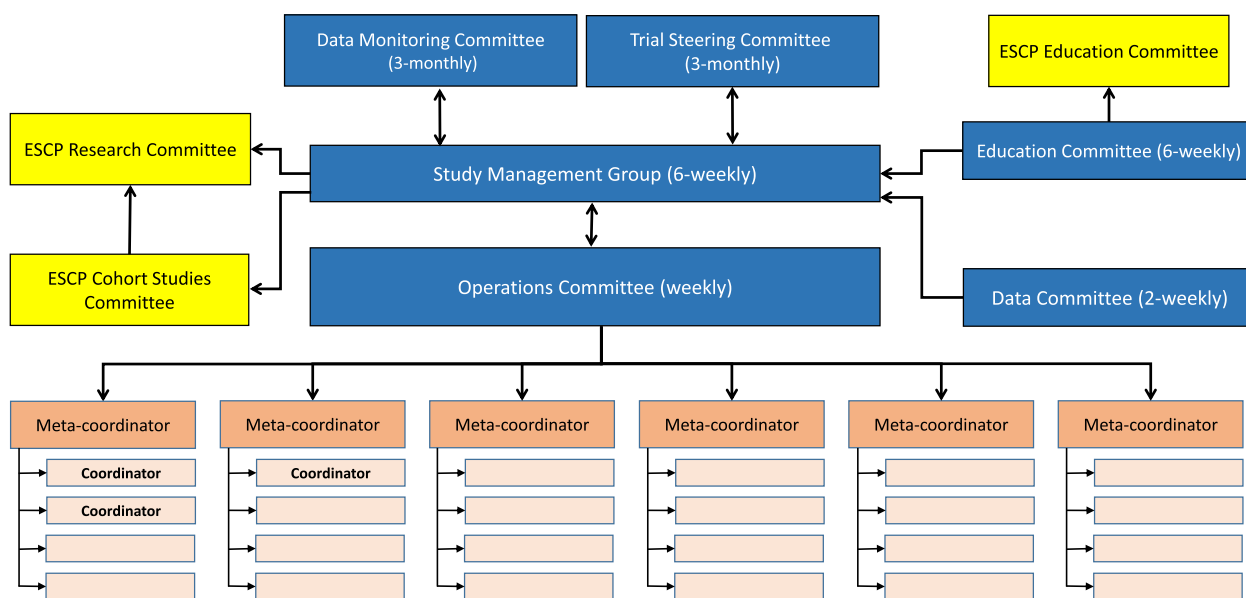 Data Monitoring Committee
(3-monthly)
Trial Steering Committee
(3-monthly)
ESCP Education Committee
ESCP Research Committee
Education Committee (6-weekly)
Study Management Group (6-weekly)
ESCP Cohort Studies
Committee
Operations Committee (weekly)
Data Committee (2-weekly)
Meta-coordinator
Meta-coordinator
Meta-coordinator
Meta-coordinator
Meta-coordinator
Meta-coordinator
Coordinator
Coordinator
Coordinator